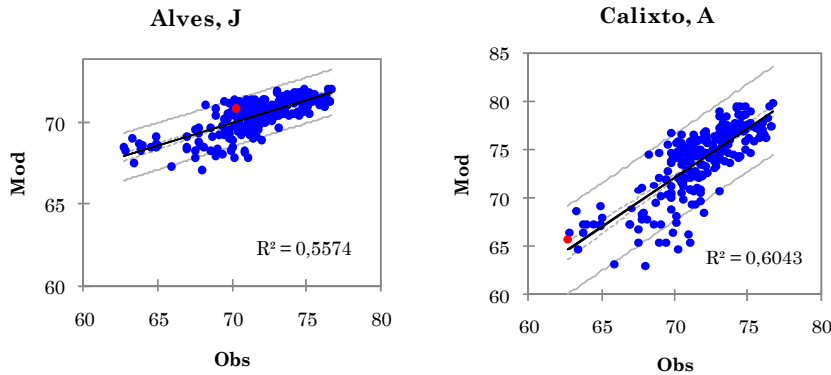 Alves, J
70
65
60
60 65 70 75 80
Mod
Obs
R² = 0,5574
Calixto, A
85
80
75
70
65
60
60 65 70 75 80
Mod
Obs
R² = 0,6043